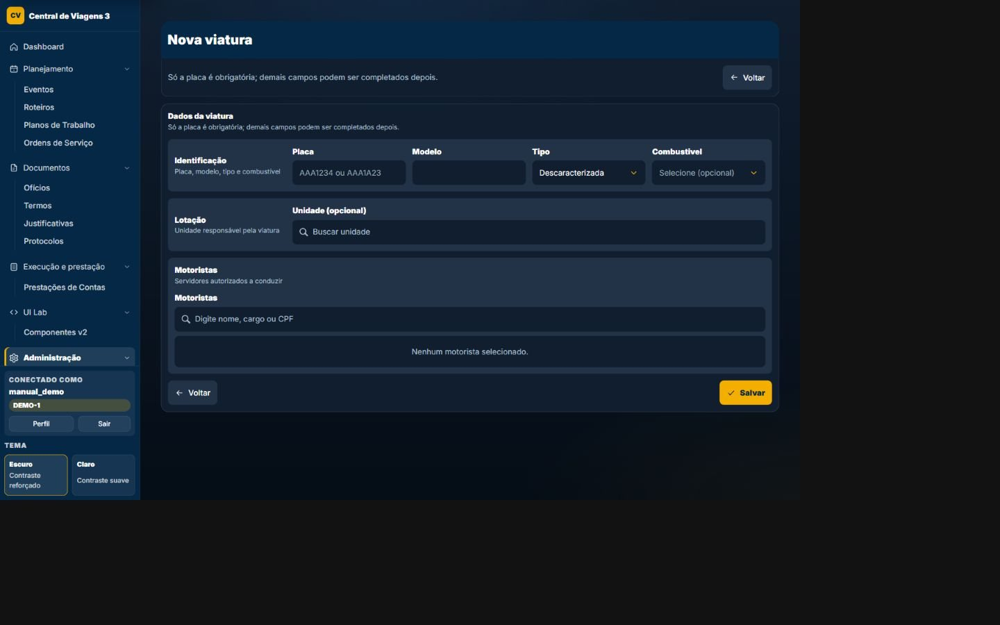 CV Central de Viagens 3
Dashboard
Planejamento
Eventos
Roteiros
Planos de Trabalho
Ordens de Serviço
Documentos
Ofícios
Termos
Justificativas
Protocolos
Execução e prestação
Prestações de Contas
UI Lab
Componentes v2
Administração
CONECTADO COMO
manual_demo
DEMO-1
Perfil Sair
TEMA
Escuro
Contraste
reforçado
Claro
Contraste suave
Nova viatura
Só a placa é obrigatória; demais campos podem ser completados depois.
Voltar
Dados da viatura
Só a placa é obrigatória; demais campos podem ser completados depois.
Identificação
Placa, modelo, tipo e combustível
Placa
AAA1234 ou AAA1A23
Modelo
Tipo
Descaracterizada
Combustivel
Selecione (opcional)
Lotação
Unidade responsável pela viatura
Unidade (opcional)
Buscar unidade
Motoristas
Servidores autorizados a conduzir
Motoristas
Digite nome, cargo ou CPF
Nenhum motorista selecionado.
Voltar
Salvar